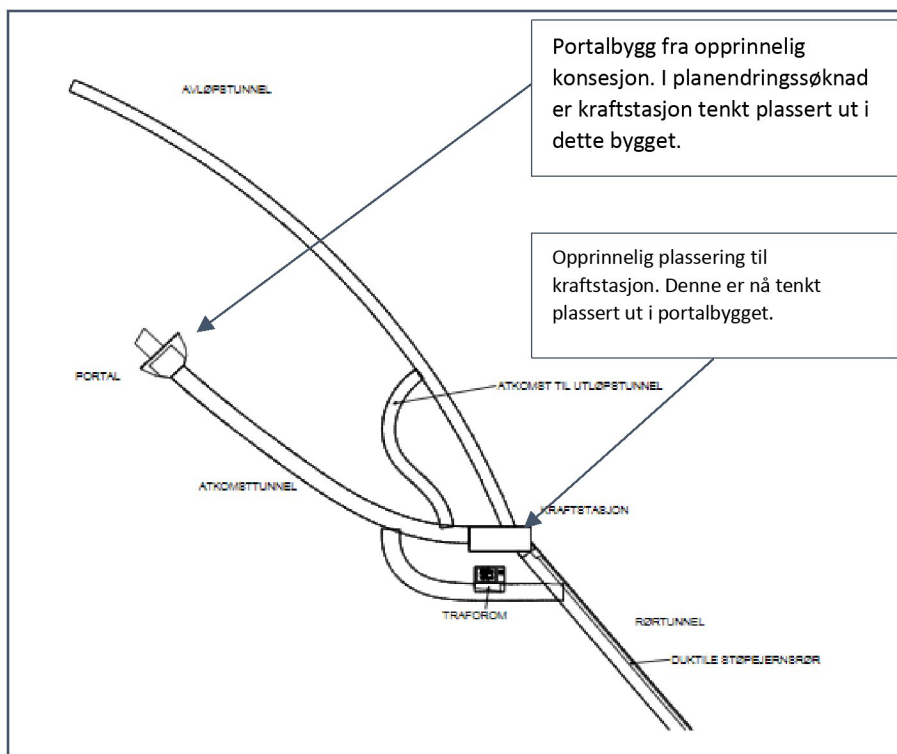 Portalbygg fra opprinnelig
konsesjon. I planendringssøknad
er kraftstasjon tenkt plassert ut i
dette bygget.
AVLØPSTUNNEL
Opprinnelig plassering til
kraftstasjon. Denne er nå tenkt
plassert ut i portalbygget.
PORTAL
ATKOMST TIL UTLØPSTUNNEL
ATKOMSTTUNNEL
KRAFTSTASJON
TRAFOROM
RØRTUNNEL
DUKTILE STØPEJERNSRØR